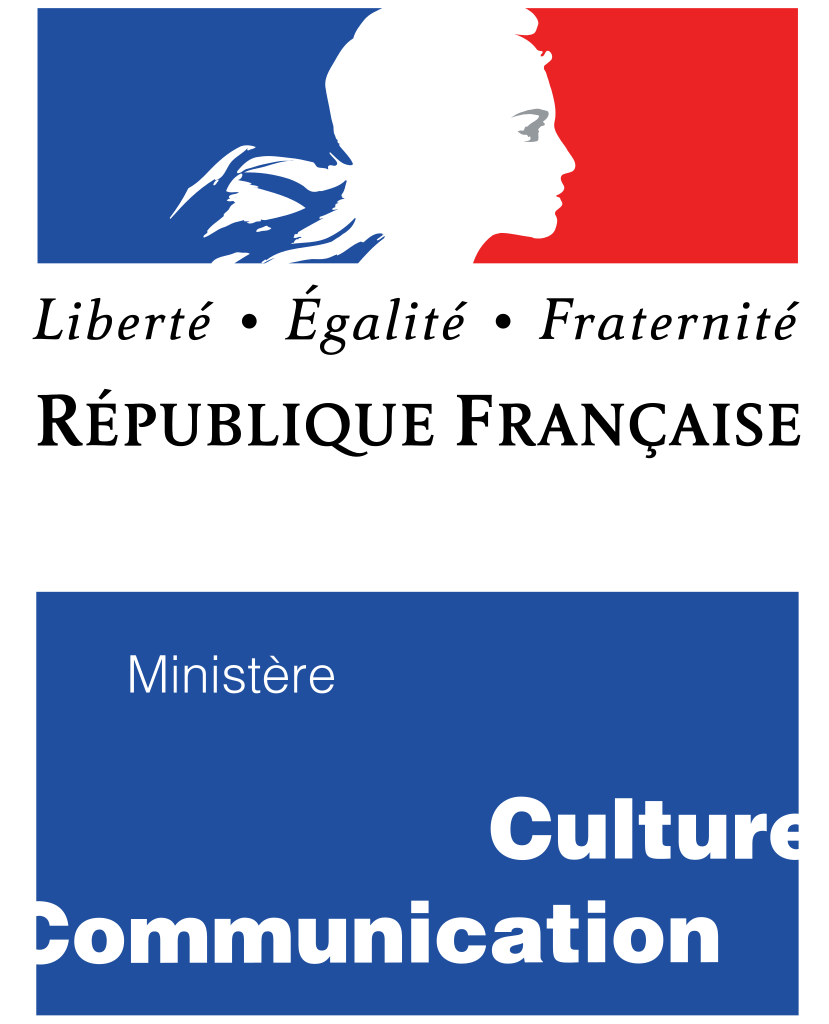 Liberté • Égalité • Fraternité
RÉPUBLIQUE FRANÇAISE
Ministère
Culture
Communication